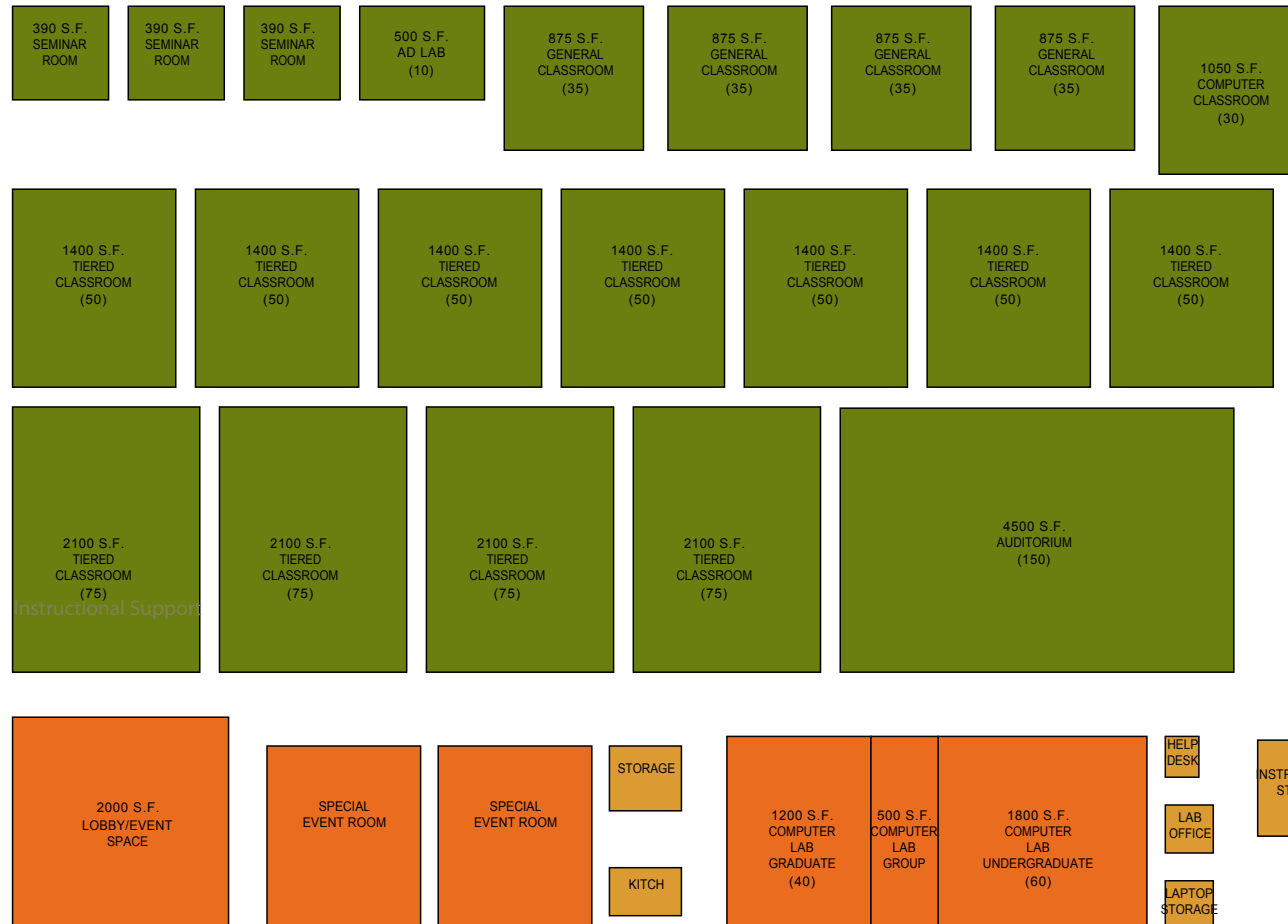 390 S.F.
SEMINAR
ROOM
390 S.F.
SEMINAR
ROOM
390 S.F.
SEMINAR
ROOM
500 S.F.
AD LAB
(10)
875 S.F.
GENERAL
CLASSROOM
(35)
875 S.F.
GENERAL
CLASSROOM
(35)
875 S.F.
GENERAL
CLASSROOM
(35)
875 S.F.
GENERAL
CLASSROOM
(35)
1050 S.F.
COMPUTER
CLASSROOM
(30)
1400 S.F.
TIERED
CLASSROOM
(50)
1400 S.F.
TIERED
CLASSROOM
(50)
1400 S.F.
TIERED
CLASSROOM
(50)
1400 S.F.
TIERED
CLASSROOM
(50)
1400 S.F.
TIERED
CLASSROOM
(50)
1400 S.F.
TIERED
CLASSROOM
(50)
1400 S.F.
TIERED
CLASSROOM
(50)
2100 S.F.
TIERED
CLASSROOM
(75)
Instructional Support
2100 S.F.
TIERED
CLASSROOM
(75)
2100 S.F.
TIERED
CLASSROOM
(75)
2100 S.F.
TIERED
CLASSROOM
(75)
4500 S.F.
AUDITORIUM
(150)
2000 S.F.
LOBBY/EVENT
SPACE
SPECIAL
EVENT ROOM
SPECIAL
EVENT ROOM
STORAGE
KITCH
1200 S.F.
COMPUTER
LAB
GRADUATE
(40)
500 S.F.
COMPUTER
LAB
GROUP
1800 S.F.
COMPUTER
LAB
UNDERGRADUATE
(60)
HELP
DESK
LAB
OFFICE
LAPTOP
STORAGE